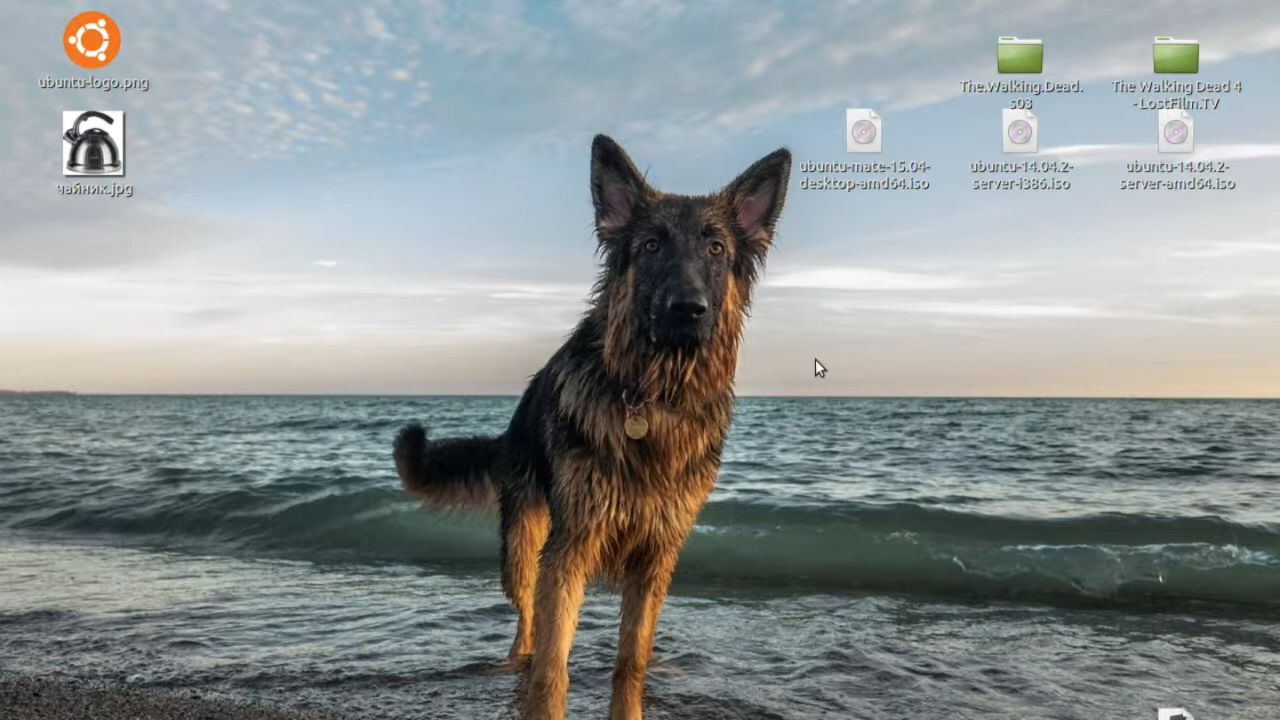 ubuntu-logo.png
чайник.jpg
The.Walking.Dead.
s03
The Walking Dead 4
- LostFilm.TV
ubuntu-mate-15.04-
desktop-amd64.iso
ubuntu-14.04.2-
server-i386.iso
ubuntu-14.04.2-
server-amd64.iso